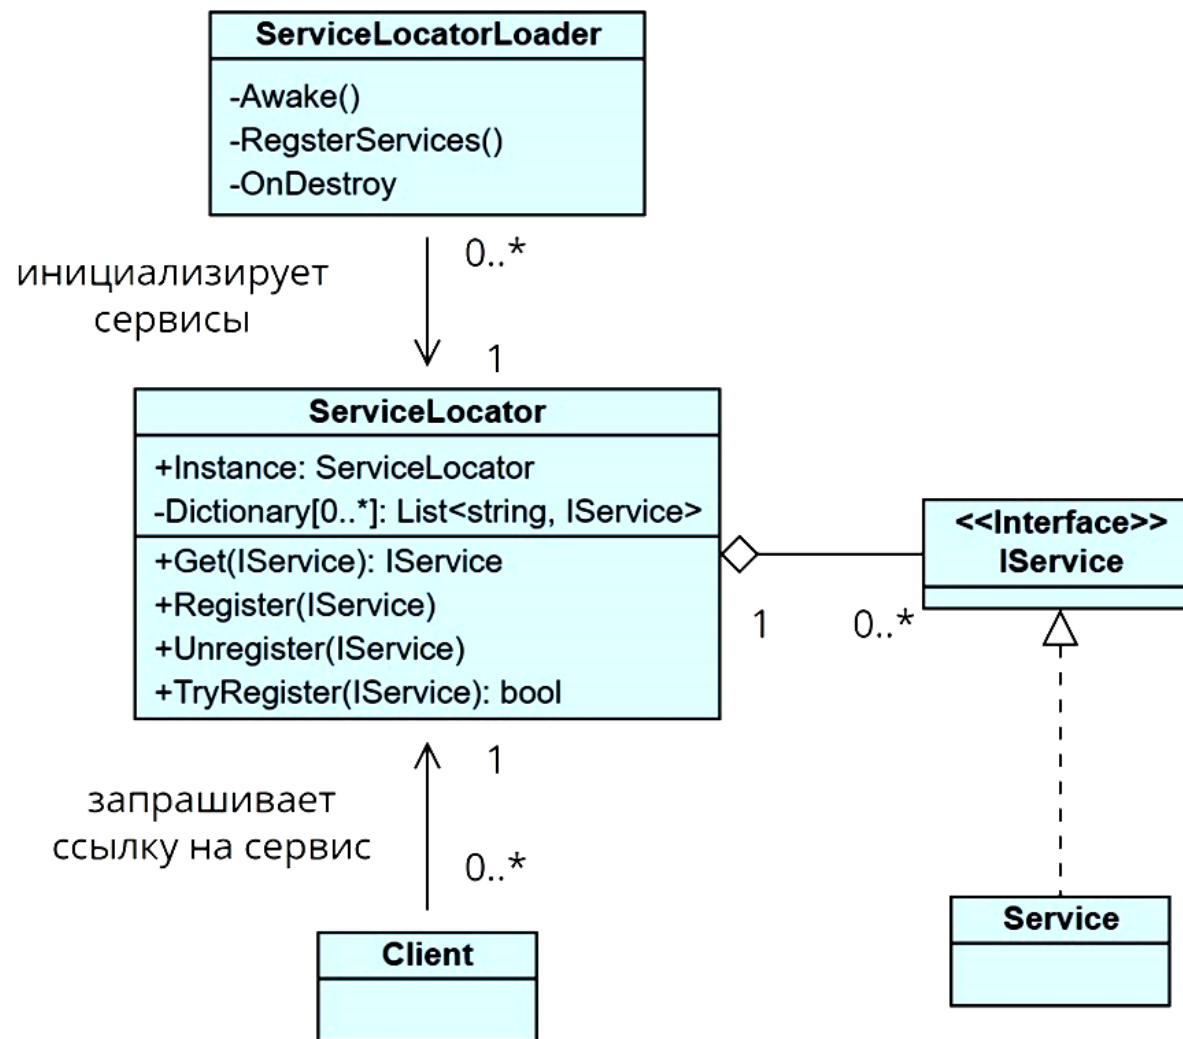 ServiceLocatorLoader
-Awake()
-RegsterServices()
-OnDestroy
инициализирует
сервисы
0..*
1
ServiceLocator
+Instance: ServiceLocator
-Dictionary[0..*]: List<string, IService>
+Get(IService): IService
+Register(IService)
+Unregister(IService)
+TryRegister(IService): bool
1
0..*
<<Interface>>
IService
запрашивает
ссылку на сервис
1
0..*
Client
Service